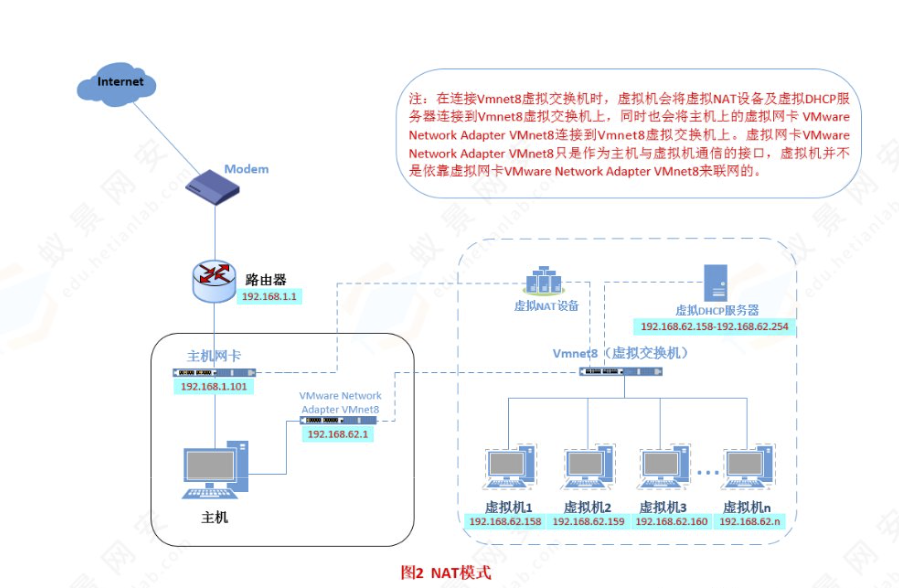 Internet
注：在连接Vmnet8虚拟交换机时，虚拟机会将虚拟NAT设备及虚拟DHCP服
务器连接到Vmnet8虚拟交换机上，同时也会将主机上的虚拟网卡 VMware
Network Adapter VMnet8连接到Vmnet8虚拟交换机上。虚拟网卡VMware
Network Adapter VMnet8只是作为主机与虚拟机通信的接口，虚拟机并不
是依靠虚拟网卡VMware Network Adapter VMnet8来联网的。
Modem
路由器
192.168.1.1
虚拟NAT设备
虚拟DHCP服务器
192.168.62.158-192.168.62.254
主机网卡
192.168.1.101
Vmnet8（虚拟交换机）
VMware Network
Adapter VMnet8
192.168.62.1
主机
虚拟机1
192.168.62.158
虚拟机2
192.168.62.159
虚拟机3
192.168.62.160
...
虚拟机n
192.168.62.n
图2 NAT模式
蚁景网安
edu.hetianlab.com